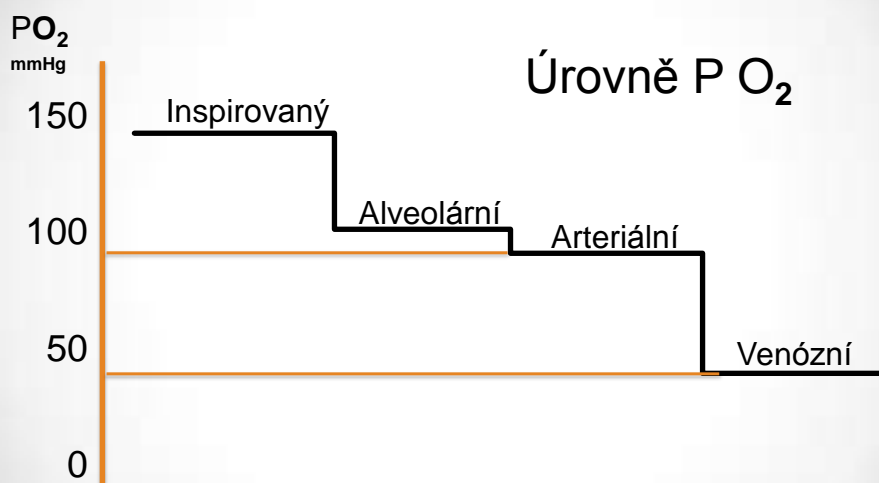 PO₂
mmHg
Úrovně P O₂
150
Inspirovaný
Alveolární
100
Arteriální
50
Venózní
0